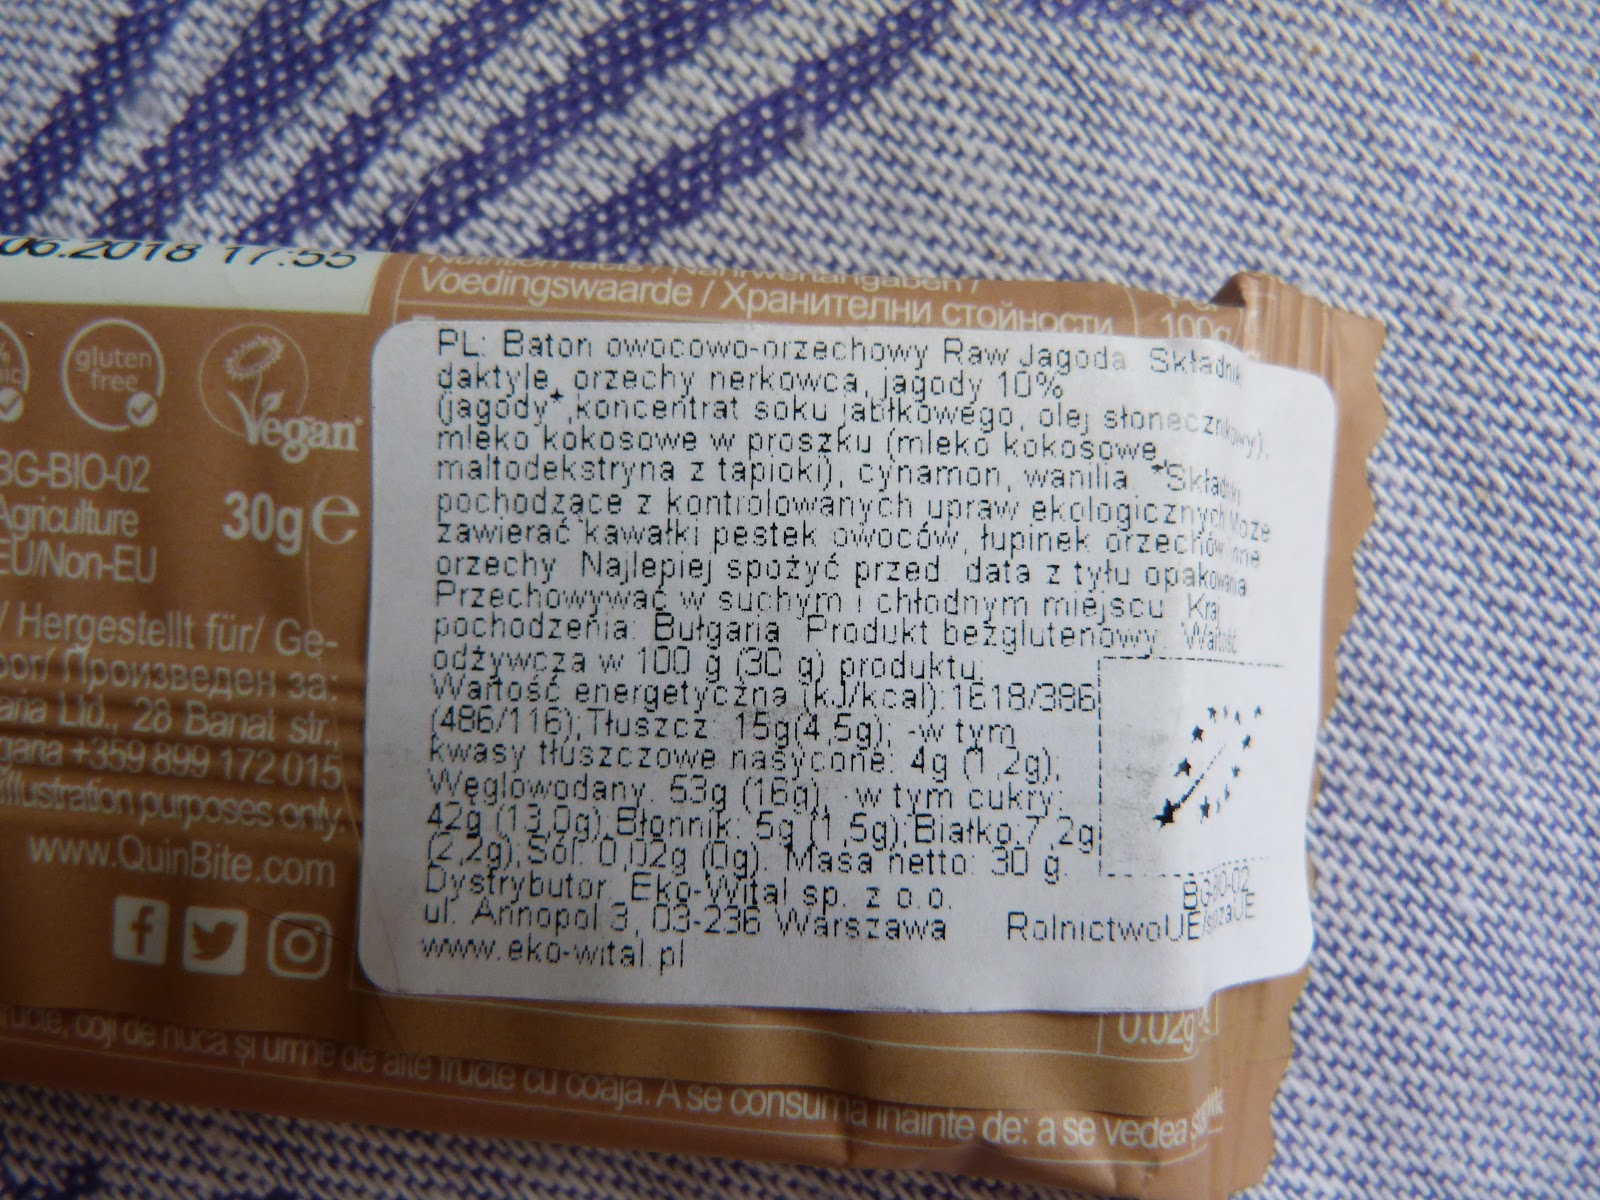 06.2018 17:55
gluten
free
Vegan
BG-BIO-02
Agriculture
EU/Non-EU
30g e
/ Hergestellt für/ Ge-
Произведен за:
Ltd., 28 Banat str.,
+359 899 172 015
illustration purposes only.
www.QuinBite.com
Voedingswaarde / Хранителни стойности
100g
PL: Baton owocowo-orzechowy Raw Jagoda. Składniki
daktyle, orzechy nerkowca, jagody 10%
(jagody*, koncentrat soku jabłkowego, olej słonecznikowy),
mleko kokosowe w proszku (mleko kokosowe,
maltodekstryna z tapioki), cynamon, wanilia. *Składniki
pochodzące z kontrolowanych upraw ekologicznych Może
zawierać kawałki pestek owoców, łupinek orzechów inne
orzechy. Najlepiej spożyć przed: data z tyłu opakowania
Przechowywać w suchym i chłodnym miejscu. Kraj
pochodzenia: Bułgaria. Produkt bezglutenowy. Wartość
odżywcza w 100 g (30 g) produktu:
Wartość energetyczna (kJ/kcal): 1618/386
(486/116); Tłuszcz: 15g(4,5g); -w tym
kwasy tłuszczowe nasycone: 4g (1,2g);
Węglowodany: 53g (16g), -w tym cukry:
42g (13,0g); Błonnik: 5g (1,5g); Białko: 7,2g
(2,2g); Sól: 0,02g (0g). Masa netto: 30 g.
Dystrybutor: Eko-Wital sp. z o.o.
ul. Annopol 3, 03-236 Warszawa
www.eko-wital.pl
BG-BIO-02
Rolnictwo UE/spoza UE
0.02g
coji de nuca și urme de alte fructe cu coaja. A se consuma inainte de: a se vedea